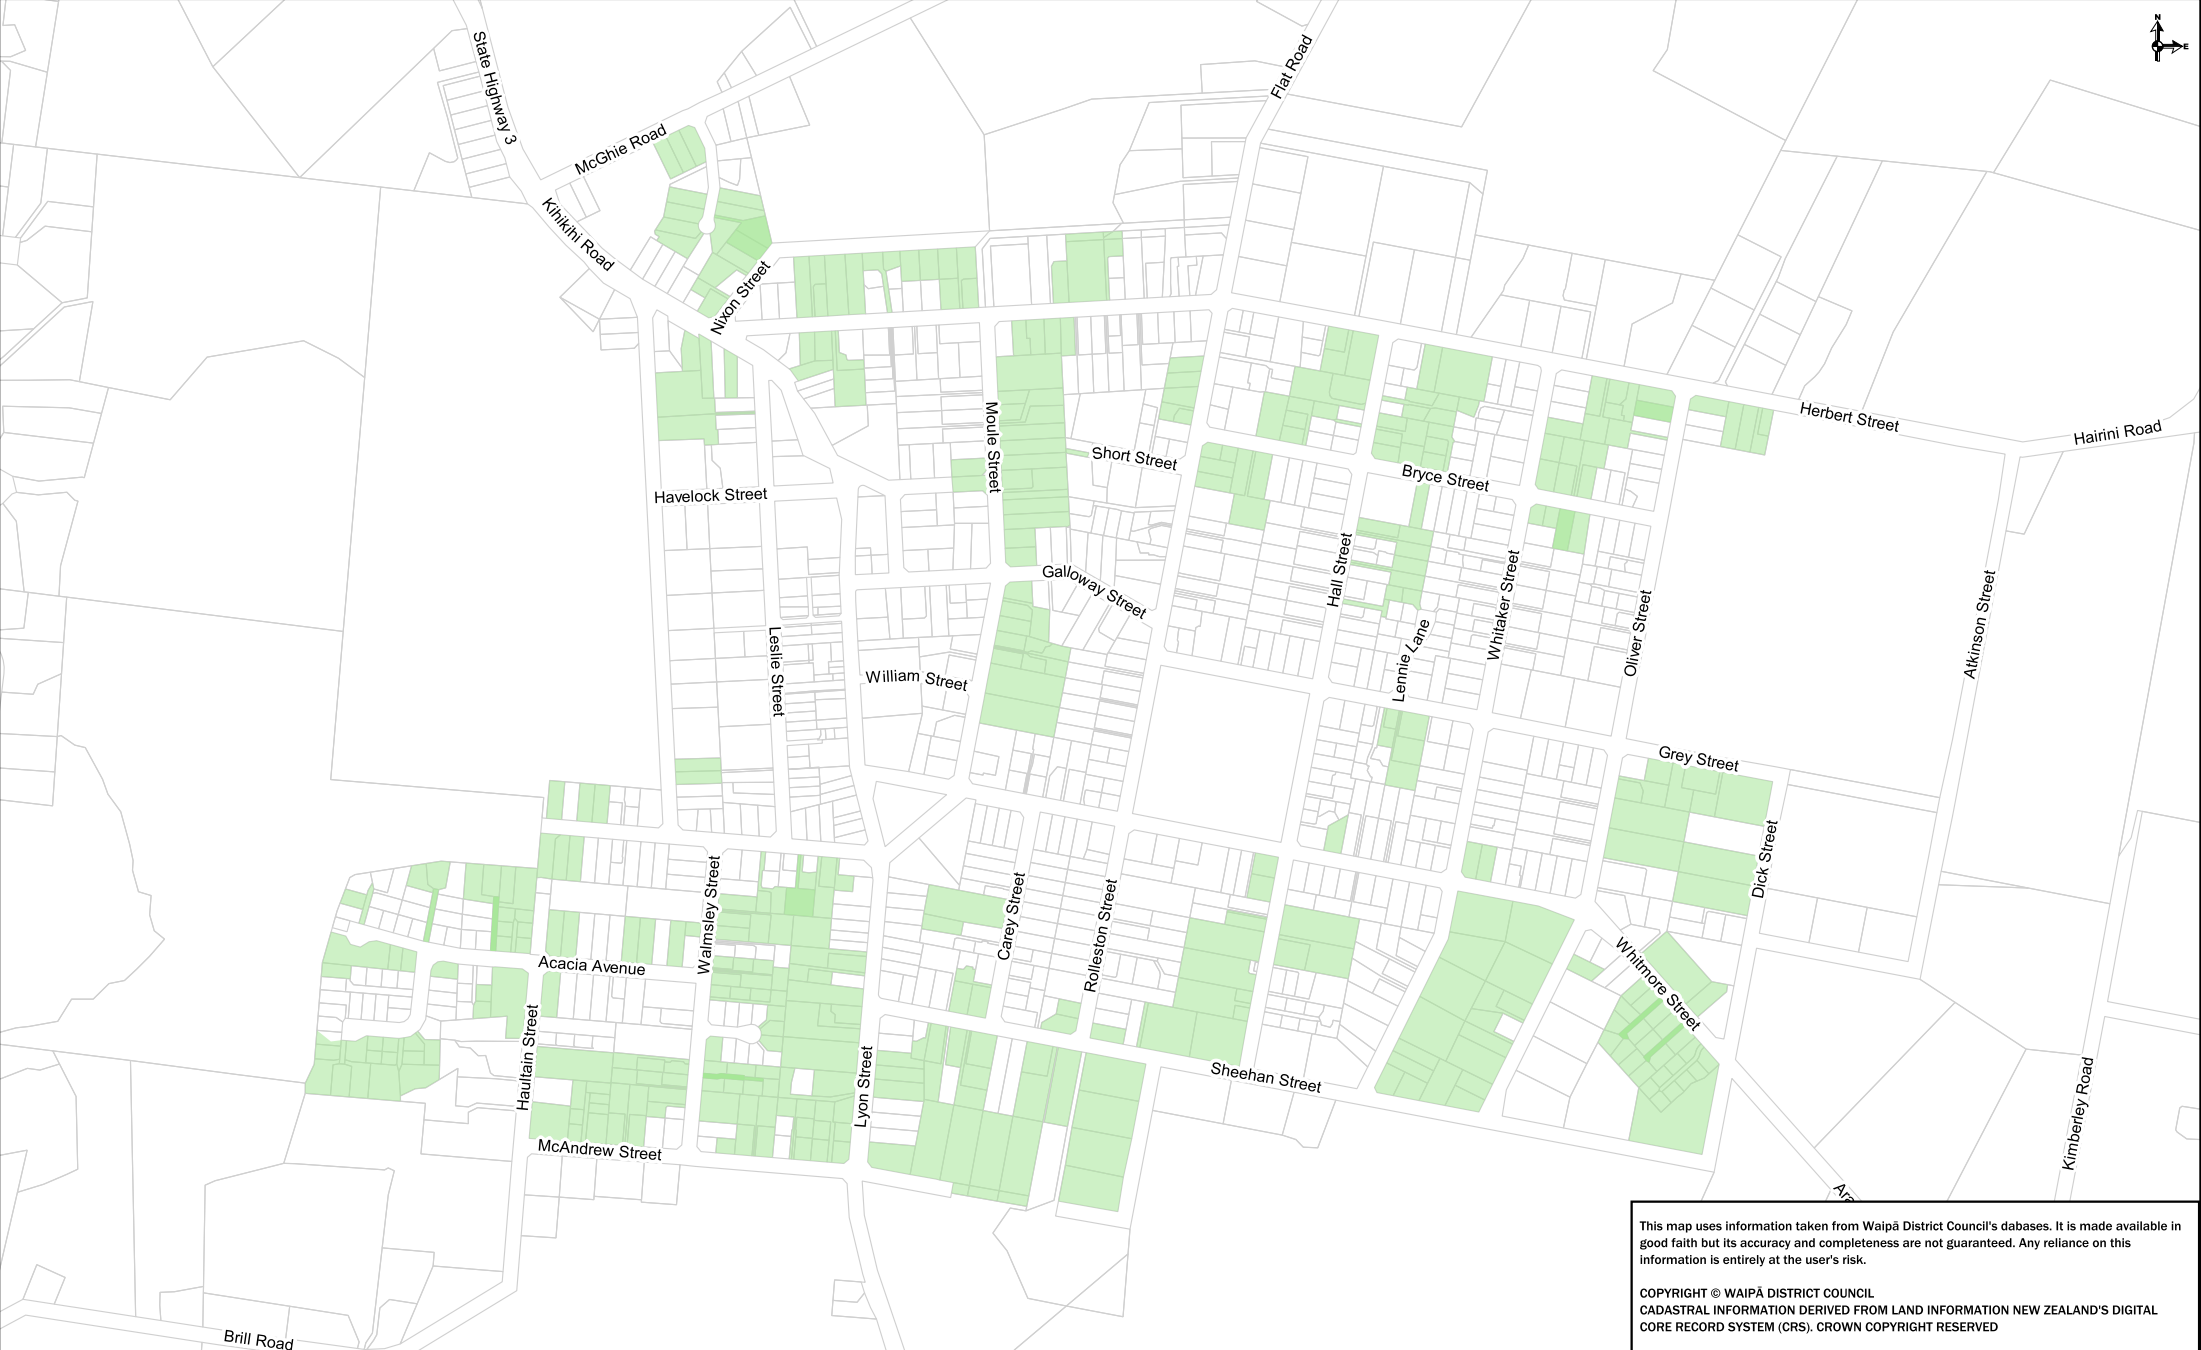 N
E
State Highway 3
Flat Road
McGhie Road
Kihikihi Road
Nixon Street
Herbert Street
Hairini Road
Moule Street
Short Street
Bryce Street
Havelock Street
Galloway Street
Hall Street
Whitaker Street
Oliver Street
Atkinson Street
Leslie Street
William Street
Lennie Lane
Grey Street
Dick Street
Walmsley Street
Carey Street
Rolleston Street
Whitmore Street
Acacia Avenue
Haultain Street
Lyon Street
Sheehan Street
Kimberley Road
McAndrew Street
Brill Road
This map uses information taken from Waipā District Council's dabases. It is made available in
good faith but its accuracy and completeness are not guaranteed. Any reliance on this
information is entirely at the user's risk.
COPYRIGHT © WAIPĀ DISTRICT COUNCIL
CADASTRAL INFORMATION DERIVED FROM LAND INFORMATION NEW ZEALAND'S DIGITAL
CORE RECORD SYSTEM (CRS). CROWN COPYRIGHT RESERVED